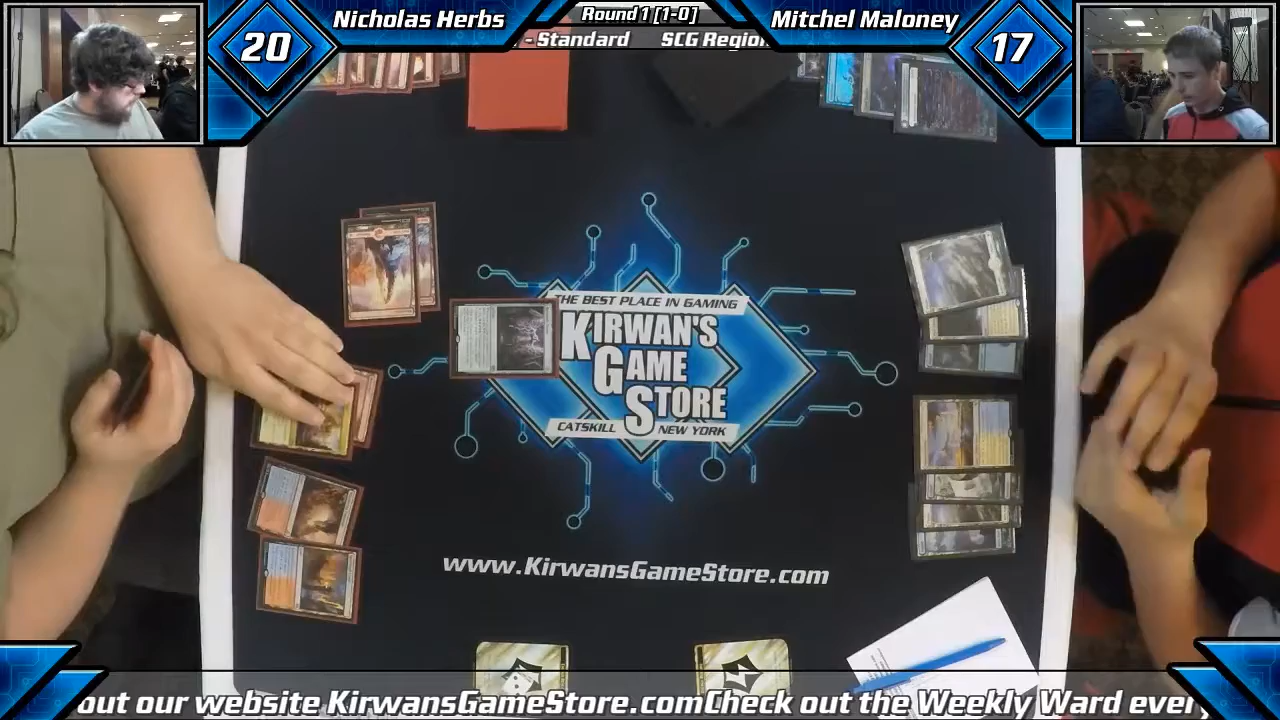 Nicholas Herbs
20
Round 1 [1-0]
- Standard SCG Region
Mitchel Maloney
17
THE BEST PLACE IN GAMING
KIRWAN'S
GAME
STORE
CATSKILL NEW YORK
www.KirwansGameStore.com
out our website KirwansGameStore.comCheck out the Weekly Ward ever